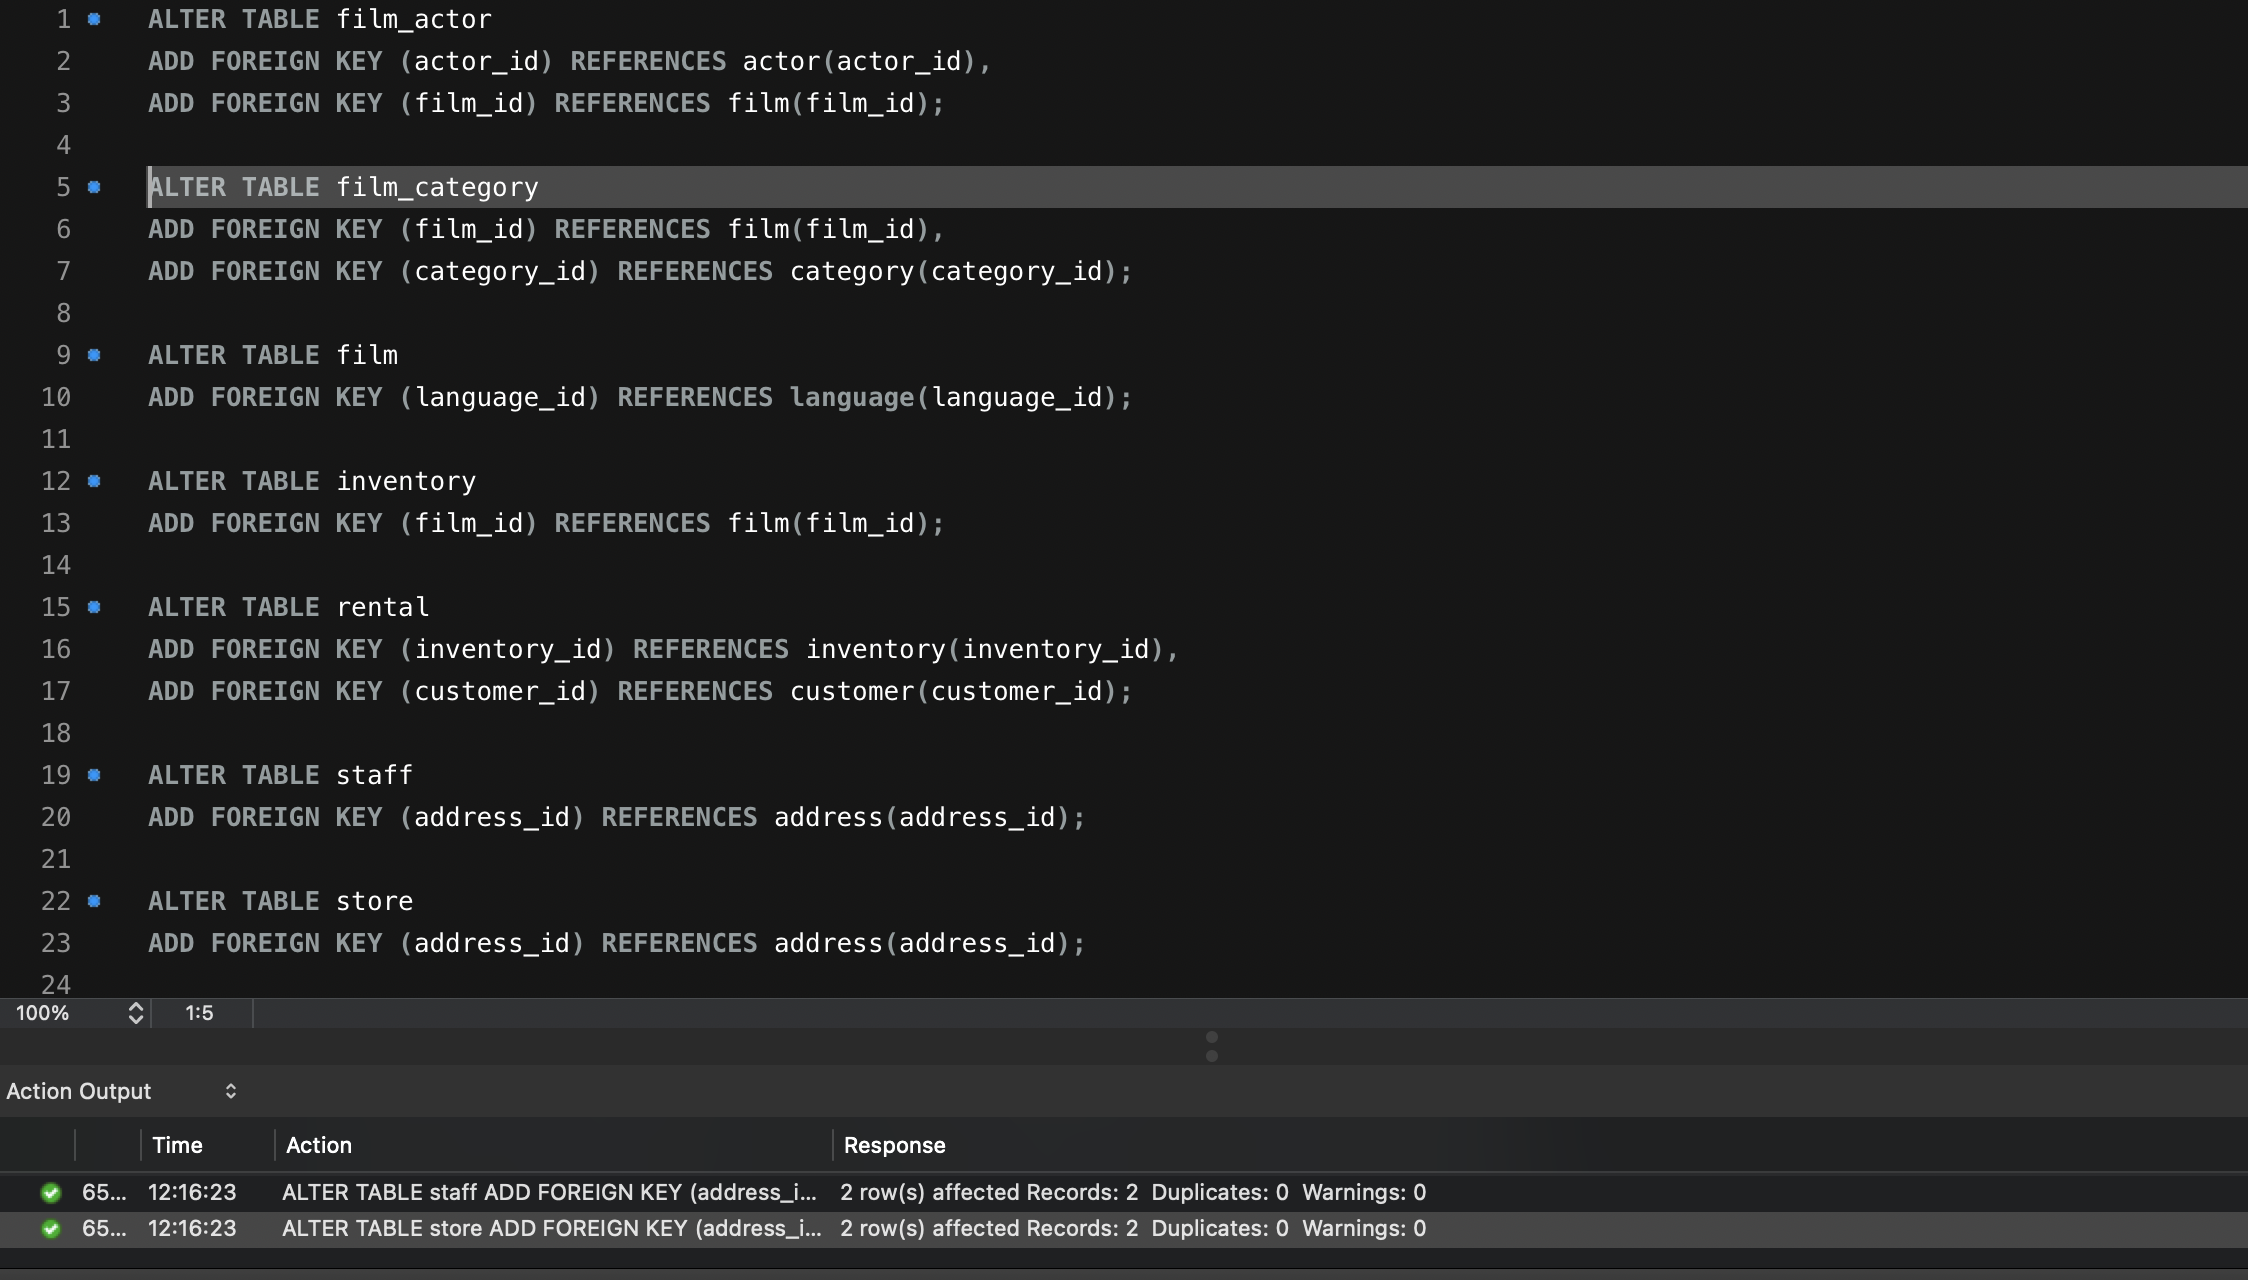 1 ALTER TABLE film_actor
2 ADD FOREIGN KEY (actor_id) REFERENCES actor(actor_id),
3 ADD FOREIGN KEY (film_id) REFERENCES film(film_id);
4
5 ALTER TABLE film_category
6 ADD FOREIGN KEY (film_id) REFERENCES film(film_id),
7 ADD FOREIGN KEY (category_id) REFERENCES category(category_id);
8
9 ALTER TABLE film
10 ADD FOREIGN KEY (language_id) REFERENCES language(language_id);
11
12 ALTER TABLE inventory
13 ADD FOREIGN KEY (film_id) REFERENCES film(film_id);
14
15 ALTER TABLE rental
16 ADD FOREIGN KEY (inventory_id) REFERENCES inventory(inventory_id),
17 ADD FOREIGN KEY (customer_id) REFERENCES customer(customer_id);
18
19 ALTER TABLE staff
20 ADD FOREIGN KEY (address_id) REFERENCES address(address_id);
21
22 ALTER TABLE store
23 ADD FOREIGN KEY (address_id) REFERENCES address(address_id);
24
100% 1:5
Action Output
Time Action Response
65... 12:16:23 ALTER TABLE staff ADD FOREIGN KEY (address_i... 2 row(s) affected Records: 2 Duplicates: 0 Warnings: 0
65... 12:16:23 ALTER TABLE store ADD FOREIGN KEY (address_i... 2 row(s) affected Records: 2 Duplicates: 0 Warnings: 0